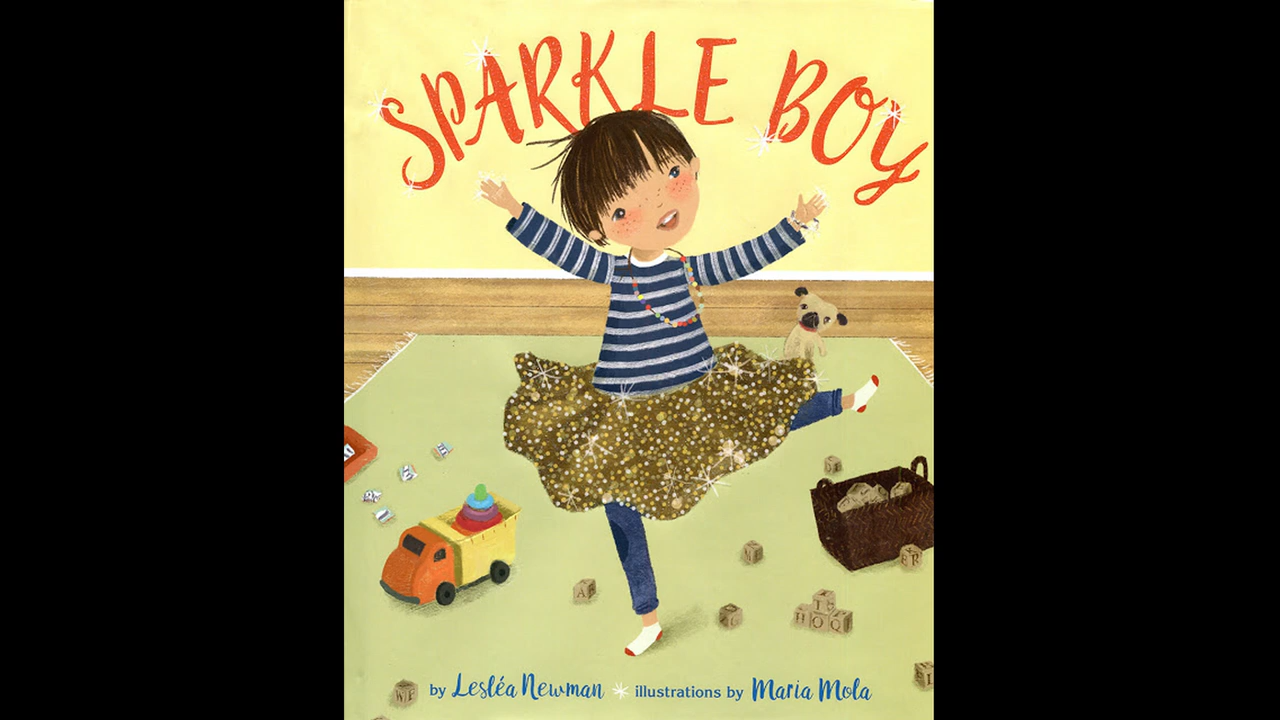 SPARKLE BOY
by Lesléa Newman illustrations by Maria Mola
A
I
H O Q